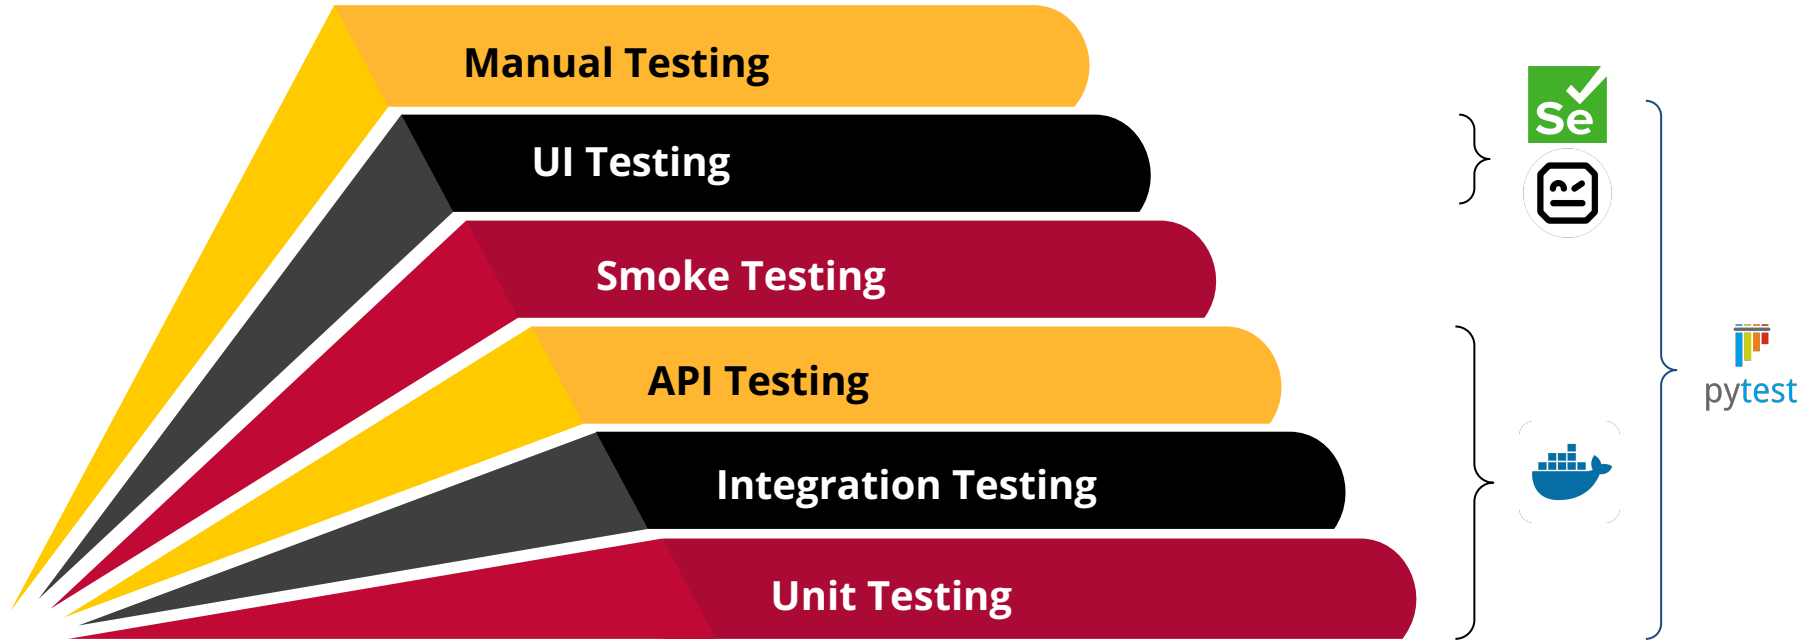 Manual Testing
UI Testing
Se
Smoke Testing
API Testing
pytest
Integration Testing
Unit Testing